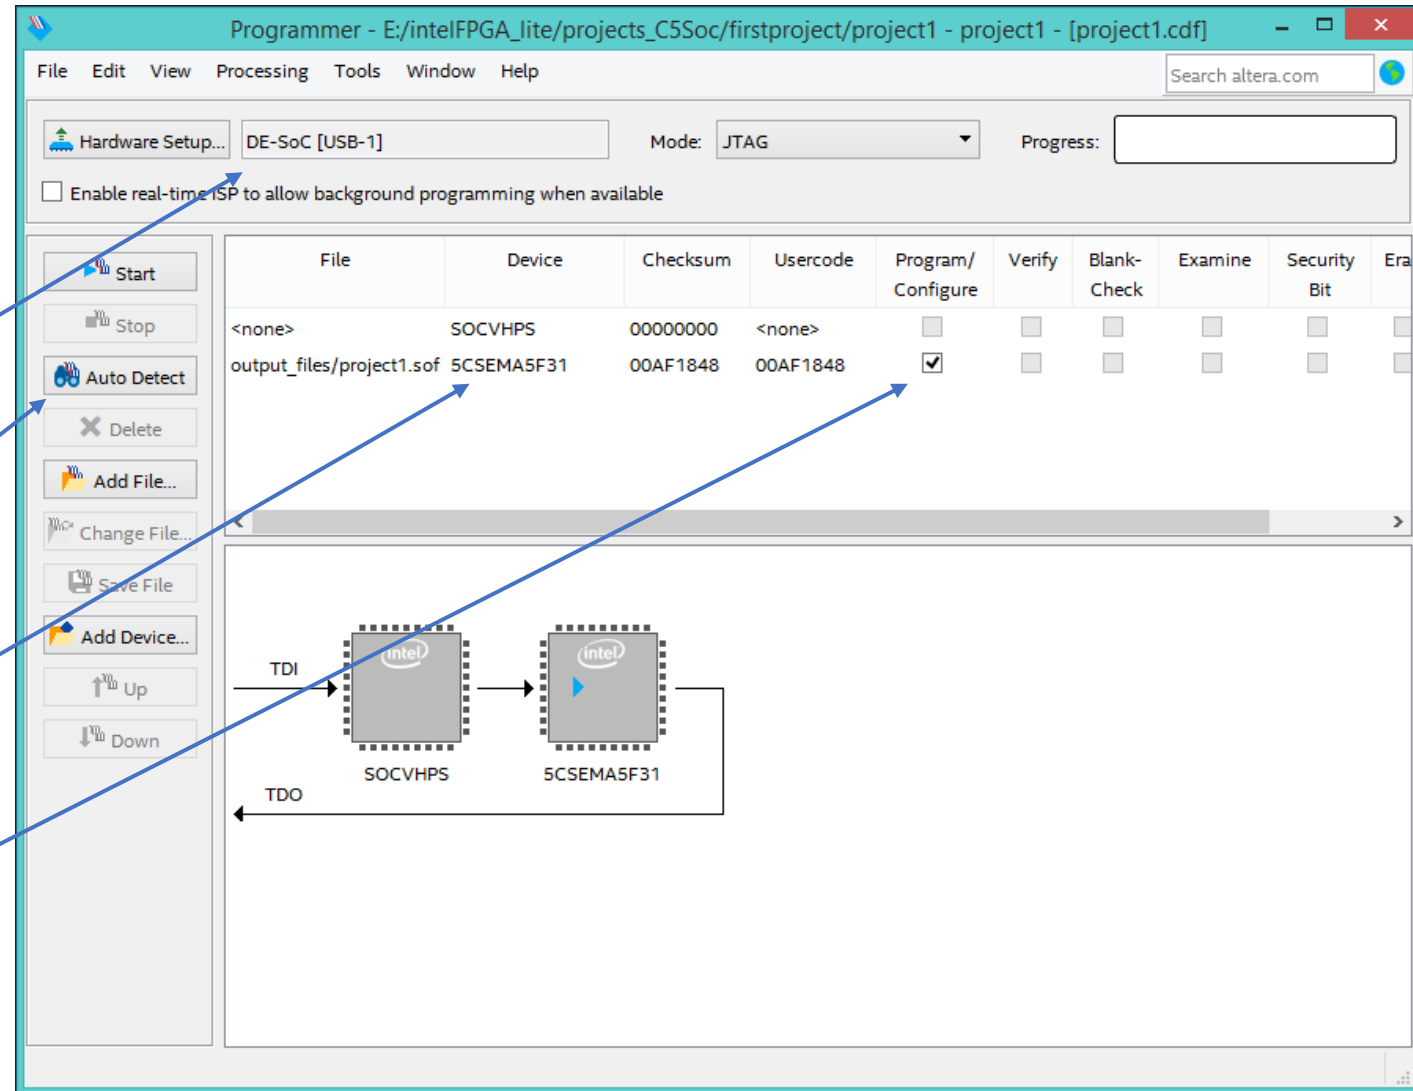 Programmer - E:/intelFPGA_lite/projects_C5Soc/firstproject/project1 - project1 - [project1.cdf]
File Edit View Processing Tools Window Help
Search altera.com
Hardware Setup... DE-SoC [USB-1] Mode: JTAG Progress:
Enable real-time ISP to allow background programming when available
Start
Stop
Auto Detect
Delete
Add File...
Change File...
Save File
Add Device...
Up
Down
File Device Checksum Usercode Program/ Configure Verify Blank- Check Examine Security Bit Era
<none> SOCVHPS 00000000 <none>
output_files/project1.sof 5CSEMA5F31 00AF1848 00AF1848
intel
intel
TDI
SOCVHPS
5CSEMA5F31
TDO